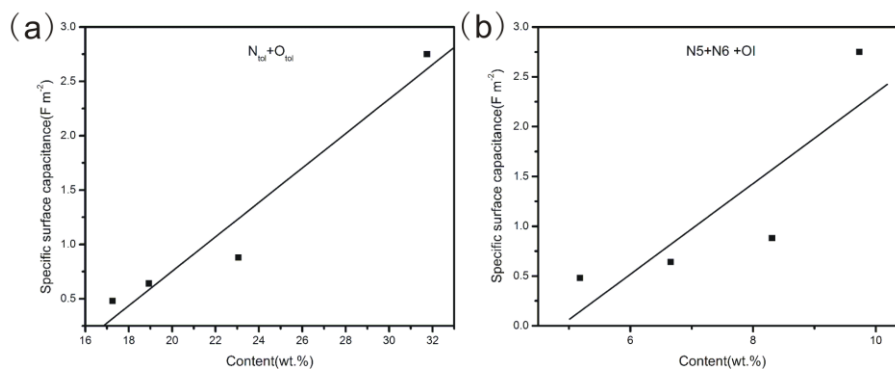 (a)
N_tol+O_tol
Specific surface capacitance(F m⁻²)
3.0
2.5
2.0
1.5
1.0
0.5
16 18 20 22 24 26 28 30 32
Content(wt.%)
(b)
N5+N6 +OI
Specific surface capacitance(F m⁻²)
3.0
2.5
2.0
1.5
1.0
0.5
0.0
6 8 10
Content(wt.%)